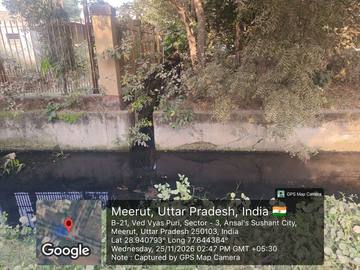 GPS Map Camera
Meerut, Uttar Pradesh, India 🇮🇳
B-21, Ved Vyas Puri, Sector - 3, Ansal's Sushant City,
Meerut, Uttar Pradesh 250103, India
Lat 28.940793° Long 77.644384°
Wednesday, 25/11/2026 02:47 PM GMT +05:30
Note : Captured by GPS Map Camera
Google